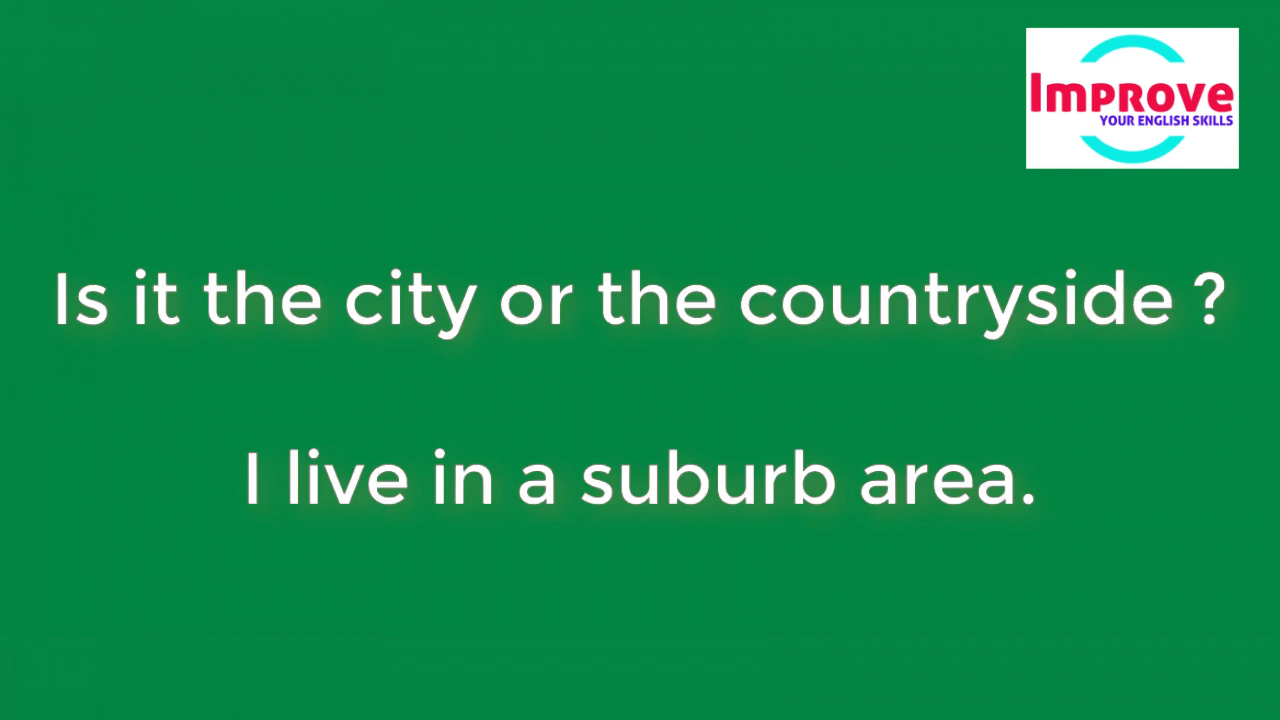 Improve
YOUR ENGLISH SKILLS
Is it the city or the countryside ?
I live in a suburb area.